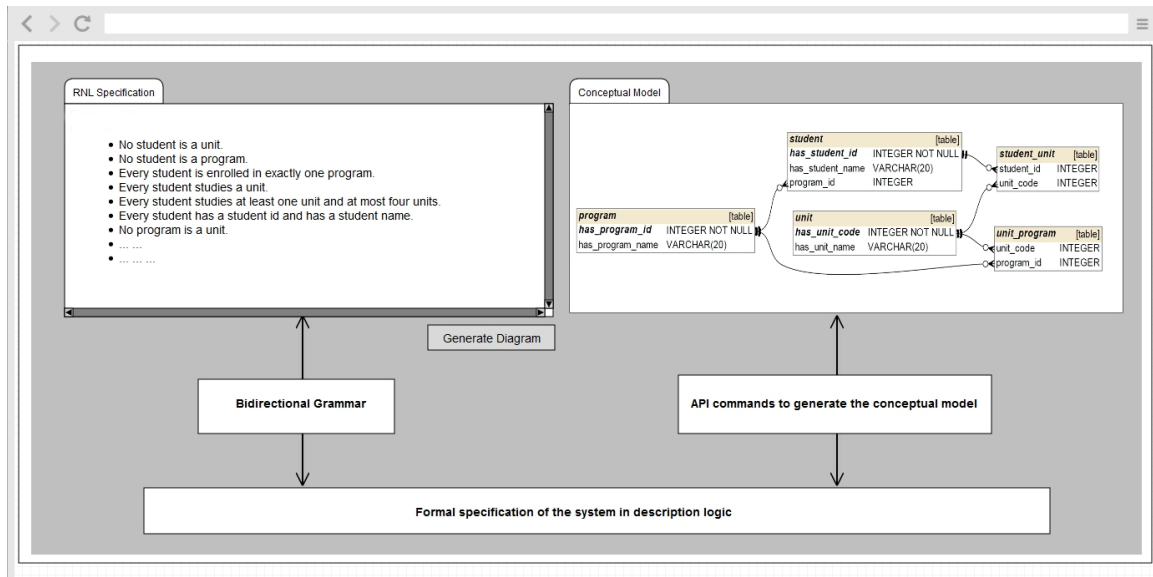 RNL Specification
• No student is a unit.
• No student is a program.
• Every student is enrolled in exactly one program.
• Every student studies a unit.
• Every student studies at least one unit and at most four units.
• Every student has a student id and has a student name.
• No program is a unit.
• ... ...
• ... ... ...
Generate Diagram
Conceptual Model
student [table]
has_student_id INTEGER NOT NULL
has_student_name VARCHAR(20)
program_id INTEGER
student_unit [table]
student_id INTEGER
unit_code INTEGER
program [table]
has_program_id INTEGER NOT NULL
has_program_name VARCHAR(20)
unit [table]
has_unit_code INTEGER NOT NULL
has_unit_name VARCHAR(20)
unit_program [table]
unit_code INTEGER
program_id INTEGER
Bidirectional Grammar
API commands to generate the conceptual model
Formal specification of the system in description logic